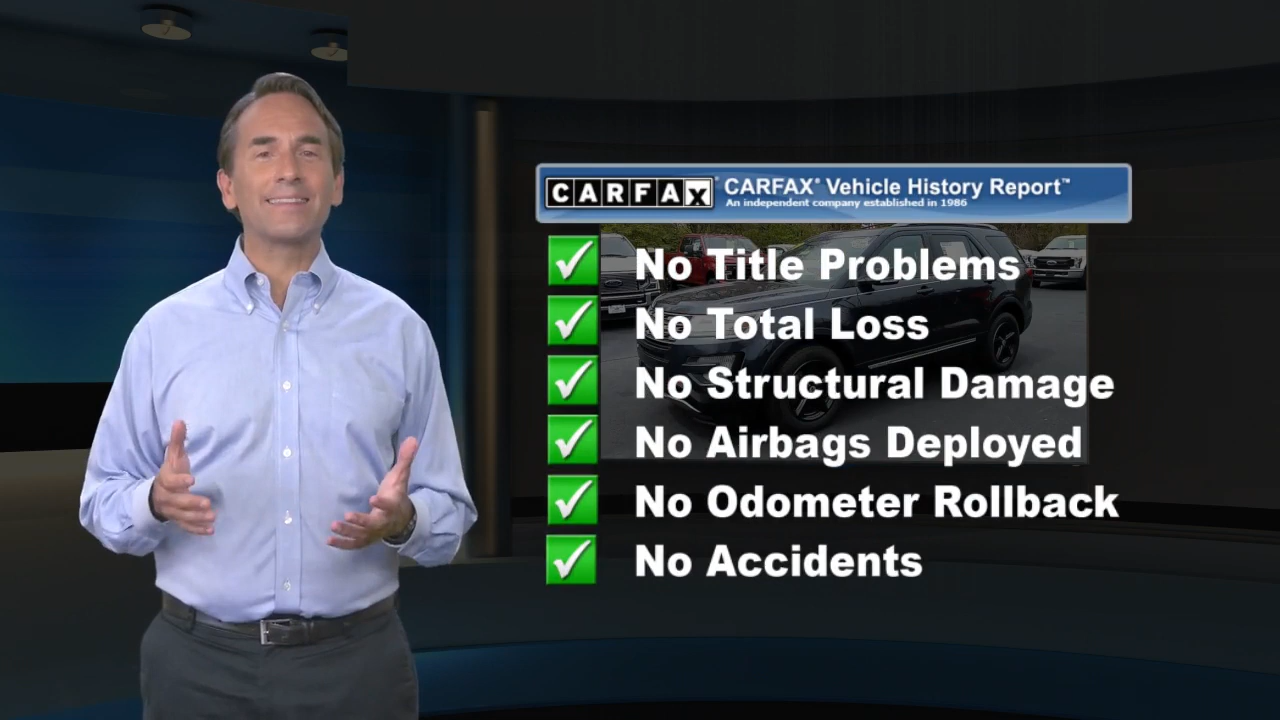 CARFAX® CARFAX® Vehicle History Report™
An independent company established in 1986
No Title Problems
No Total Loss
No Structural Damage
No Airbags Deployed
No Odometer Rollback
No Accidents